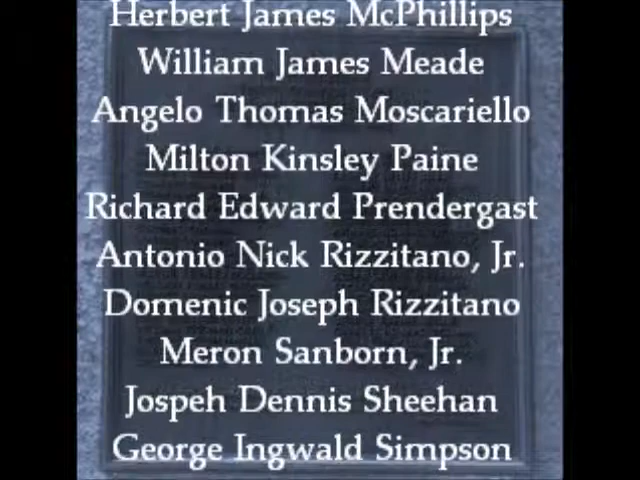 Herbert James McPhillips
William James Meade
Angelo Thomas Moscariello
Milton Kinsley Paine
Richard Edward Prendergast
Antonio Nick Rizzitano, Jr.
Domenic Joseph Rizzitano
Meron Sanborn, Jr.
Jospeh Dennis Sheehan
George Ingwald Simpson